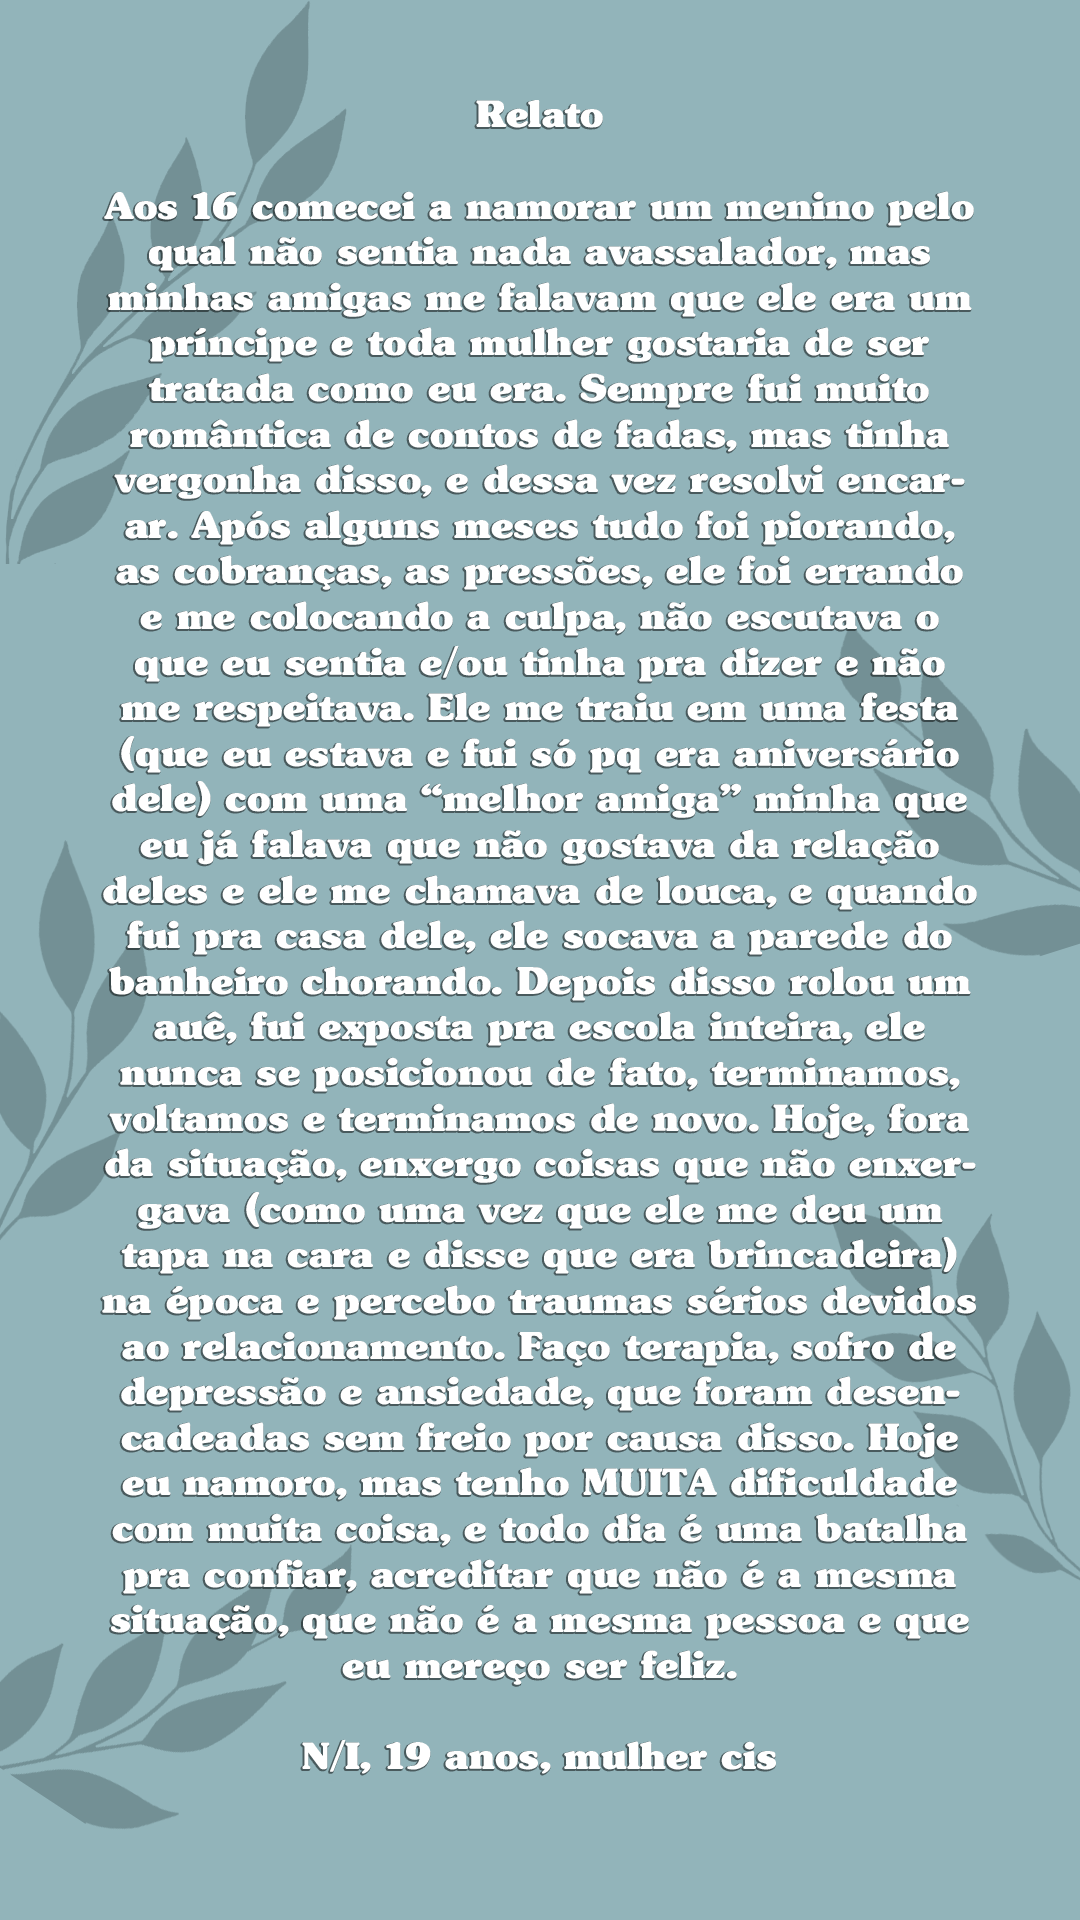 Relato
Aos 16 comecei a namorar um menino pelo
qual não sentia nada avassalador, mas
minhas amigas me falavam que ele era um
príncipe e toda mulher gostaria de ser
tratada como eu era. Sempre fui muito
romântica de contos de fadas, mas tinha
vergonha disso, e dessa vez resolvi encar-
ar. Após alguns meses tudo foi piorando,
as cobranças, as pressões, ele foi errando
e me colocando a culpa, não escutava o
que eu sentia e/ou tinha pra dizer e não
me respeitava. Ele me traiu em uma festa
(que eu estava e fui só pq era aniversário
dele) com uma “melhor amiga” minha que
eu já falava que não gostava da relação
deles e ele me chamava de louca, e quando
fui pra casa dele, ele socava a parede do
banheiro chorando. Depois disso rolou um
auê, fui exposta pra escola inteira, ele
nunca se posicionou de fato, terminamos,
voltamos e terminamos de novo. Hoje, fora
da situação, enxergo coisas que não enxer-
gava (como uma vez que ele me deu um
tapa na cara e disse que era brincadeira)
na época e percebo traumas sérios devidos
ao relacionamento. Faço terapia, sofro de
depressão e ansiedade, que foram desen-
cadeadas sem freio por causa disso. Hoje
eu namoro, mas tenho MUITA dificuldade
com muita coisa, e todo dia é uma batalha
pra confiar, acreditar que não é a mesma
situação, que não é a mesma pessoa e que
eu mereço ser feliz.
N/I, 19 anos, mulher cis